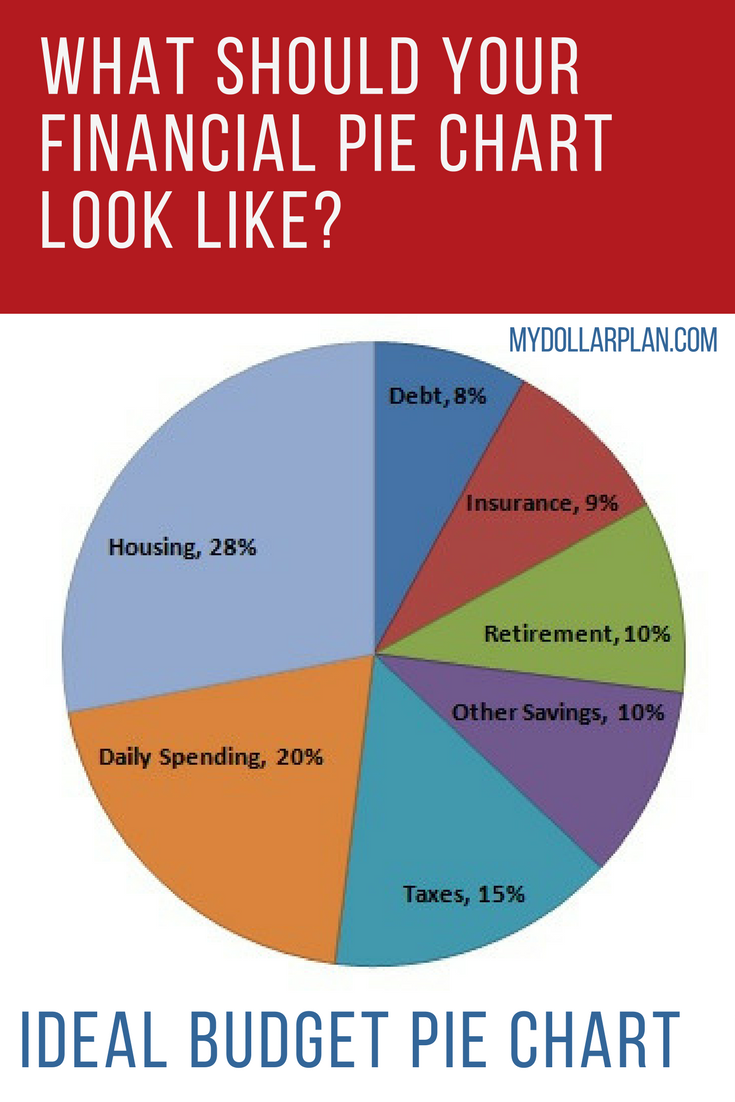 WHAT SHOULD YOUR
FINANCIAL PIE CHART
LOOK LIKE?
MYDOLLARPLAN.COM
Debt, 8%
Insurance, 9%
Housing, 28%
Retirement, 10%
Other Savings, 10%
Daily Spending, 20%
Taxes, 15%
IDEAL BUDGET PIE CHART